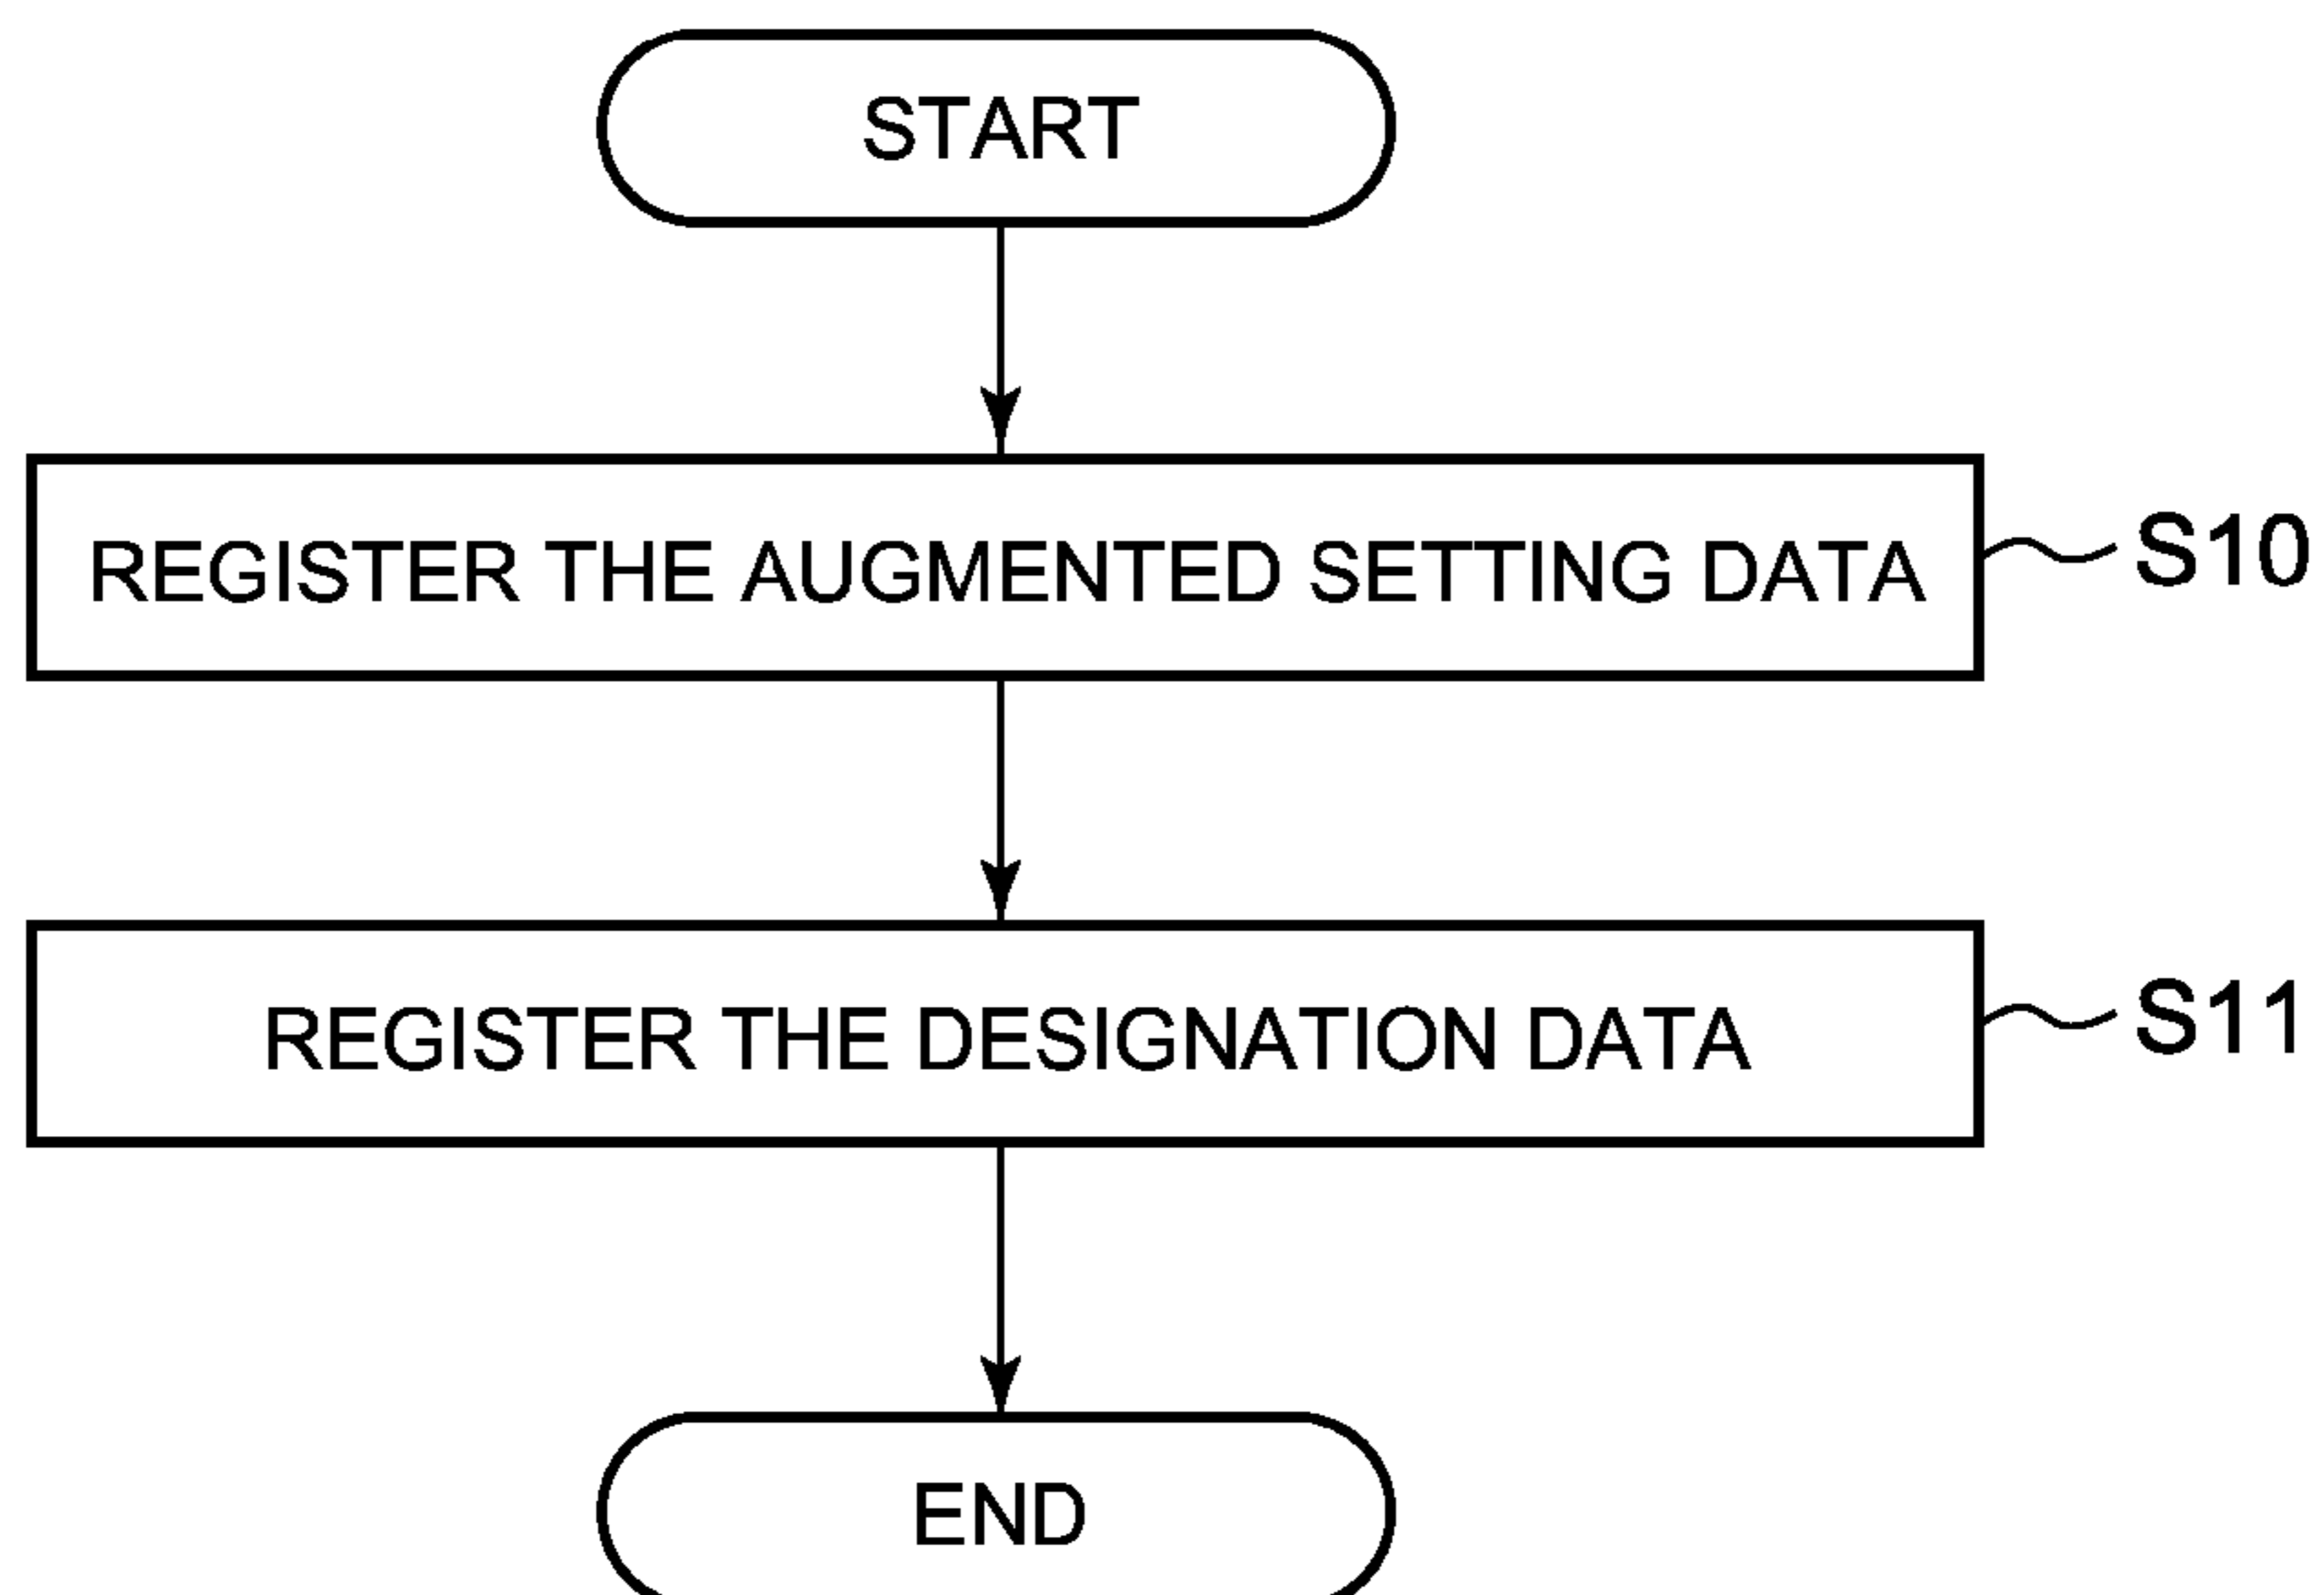 START
REGISTER THE AUGMENTED SETTING DATA
S10
REGISTER THE DESIGNATION DATA
S11
END